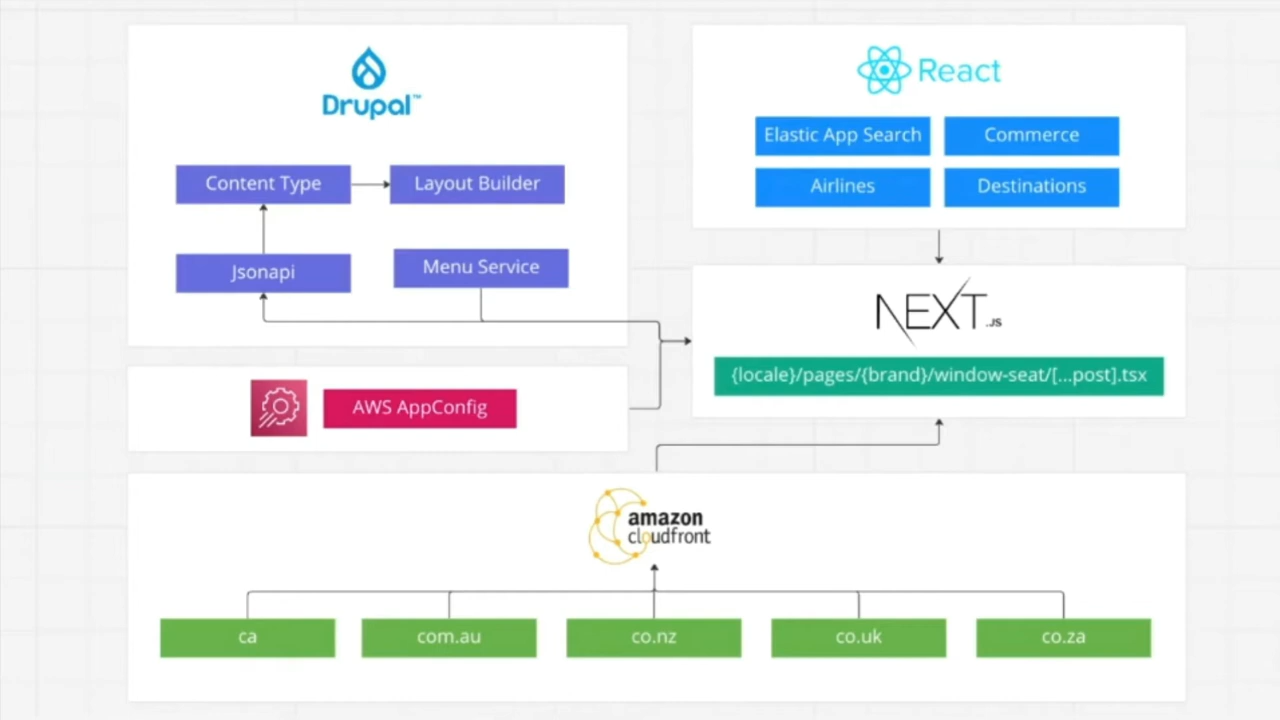 Drupal™
Content Type
Layout Builder
Jsonapi
Menu Service
AWS AppConfig
React
Elastic App Search
Commerce
Airlines
Destinations
NEXT.JS
{locale}/pages/{brand}/window-seat/[...post].tsx
amazon
cloudfront
ca
com.au
co.nz
co.uk
co.za